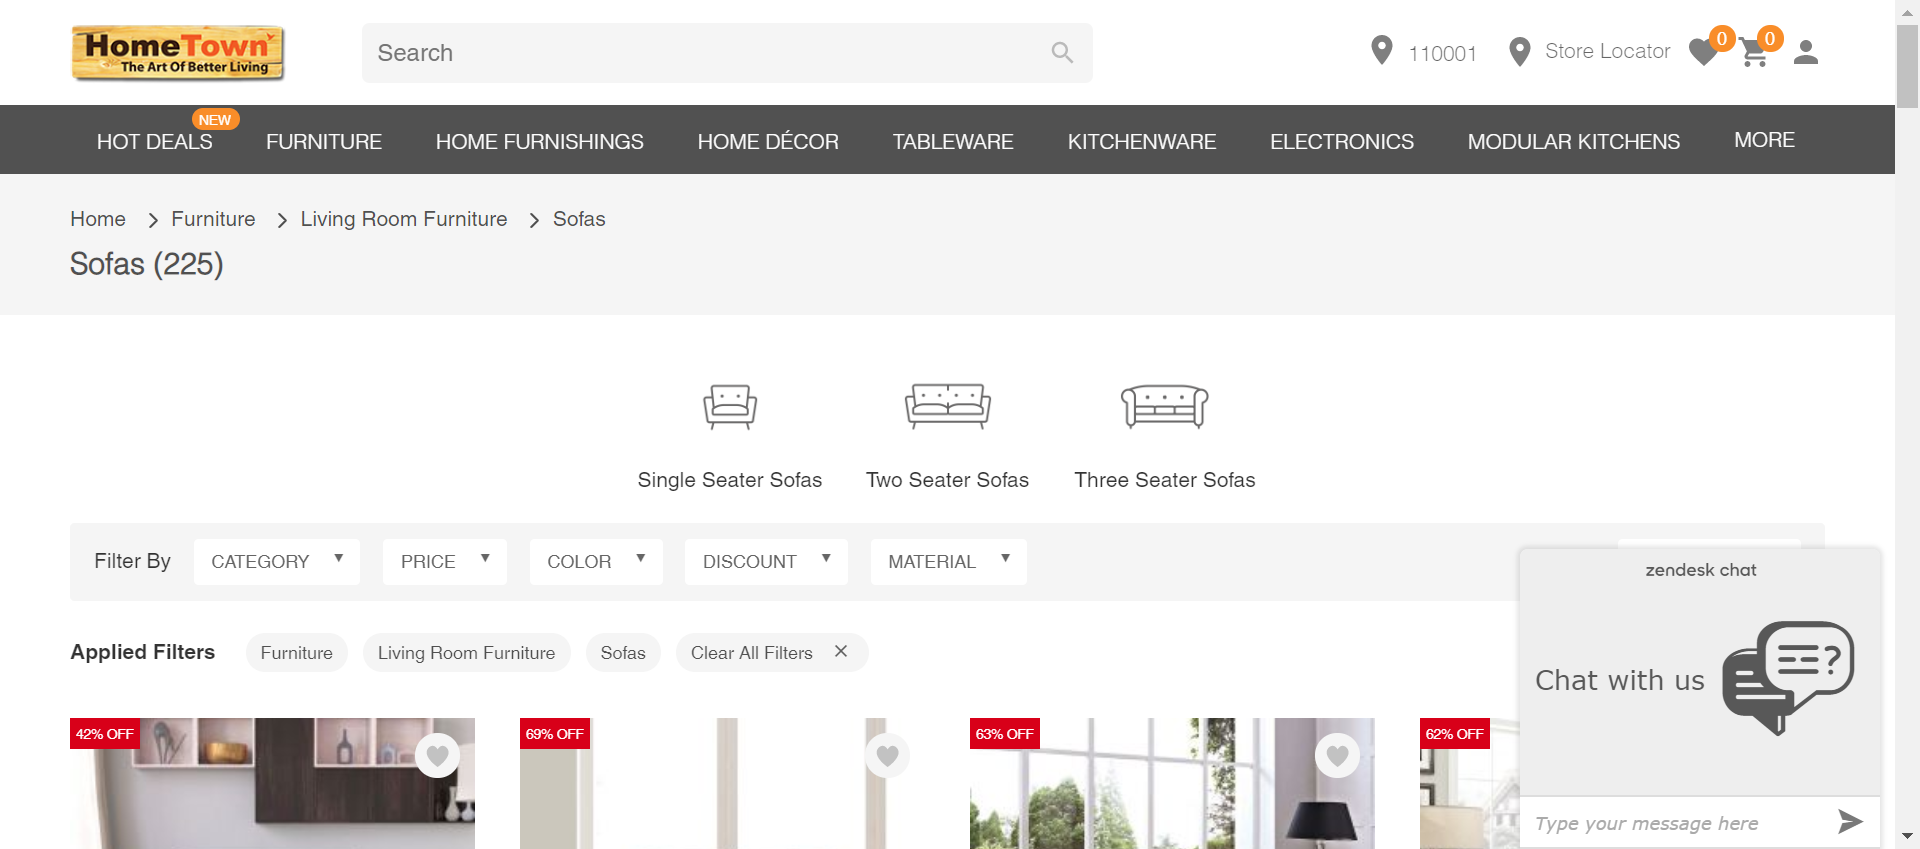 HomeTown
The Art Of Better Living
Search
110001
Store Locator
0
0
HOT DEALS
NEW
FURNITURE
HOME FURNISHINGS
HOME DÉCOR
TABLEWARE
KITCHENWARE
ELECTRONICS
MODULAR KITCHENS
MORE
Home
Furniture
Living Room Furniture
Sofas
Sofas (225)
Single Seater Sofas
Two Seater Sofas
Three Seater Sofas
Filter By
CATEGORY
PRICE
COLOR
DISCOUNT
MATERIAL
Applied Filters
Furniture
Living Room Furniture
Sofas
Clear All Filters
42% OFF
69% OFF
63% OFF
62% OFF
zendesk chat
Chat with us
Type your message here